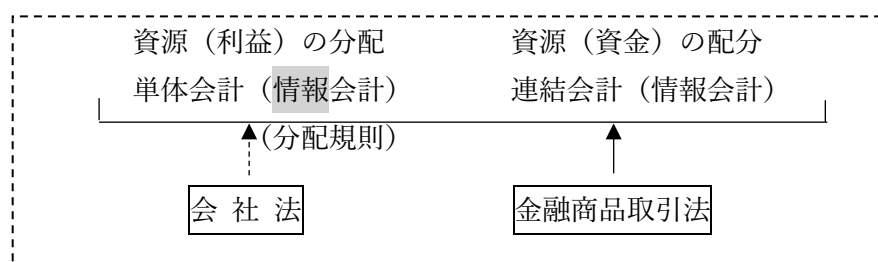 資源（利益）の分配 資源（資金）の配分
単体会計（情報会計） 連結会計（情報会計）
(分配規則)
会 社 法 金融商品取引法